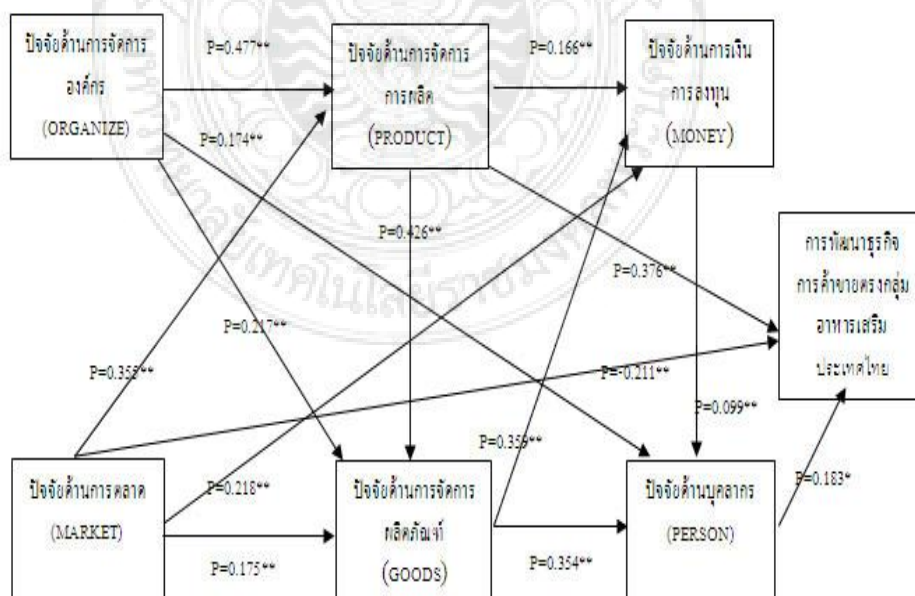 ปัจจัยด้านการจัดการ
องค์กร
(ORGANIZE)
P=0.477**
ปัจจัยด้านการจัดการ
การผลิต
(PRODUCT)
P=0.166**
ปัจจัยด้านการเงิน
การลงทุน
(MONEY)
P=0.174**
P=0.426**
P=0.376**
การพัฒนาธุรกิจ
การค้าขายตรงกลุ่ม
อาหารเสริม
ประเทศไทย
P=0.217**
P=0.355**
P=-0.211**
P=0.099**
P=0.359**
P=0.183*
P=0.218**
ปัจจัยด้านการตลาด
(MARKET)
P=0.175**
ปัจจัยด้านการจัดการ
ผลิตภัณฑ์
(GOODS)
P=0.354**
ปัจจัยด้านบุคลากร
(PERSON)